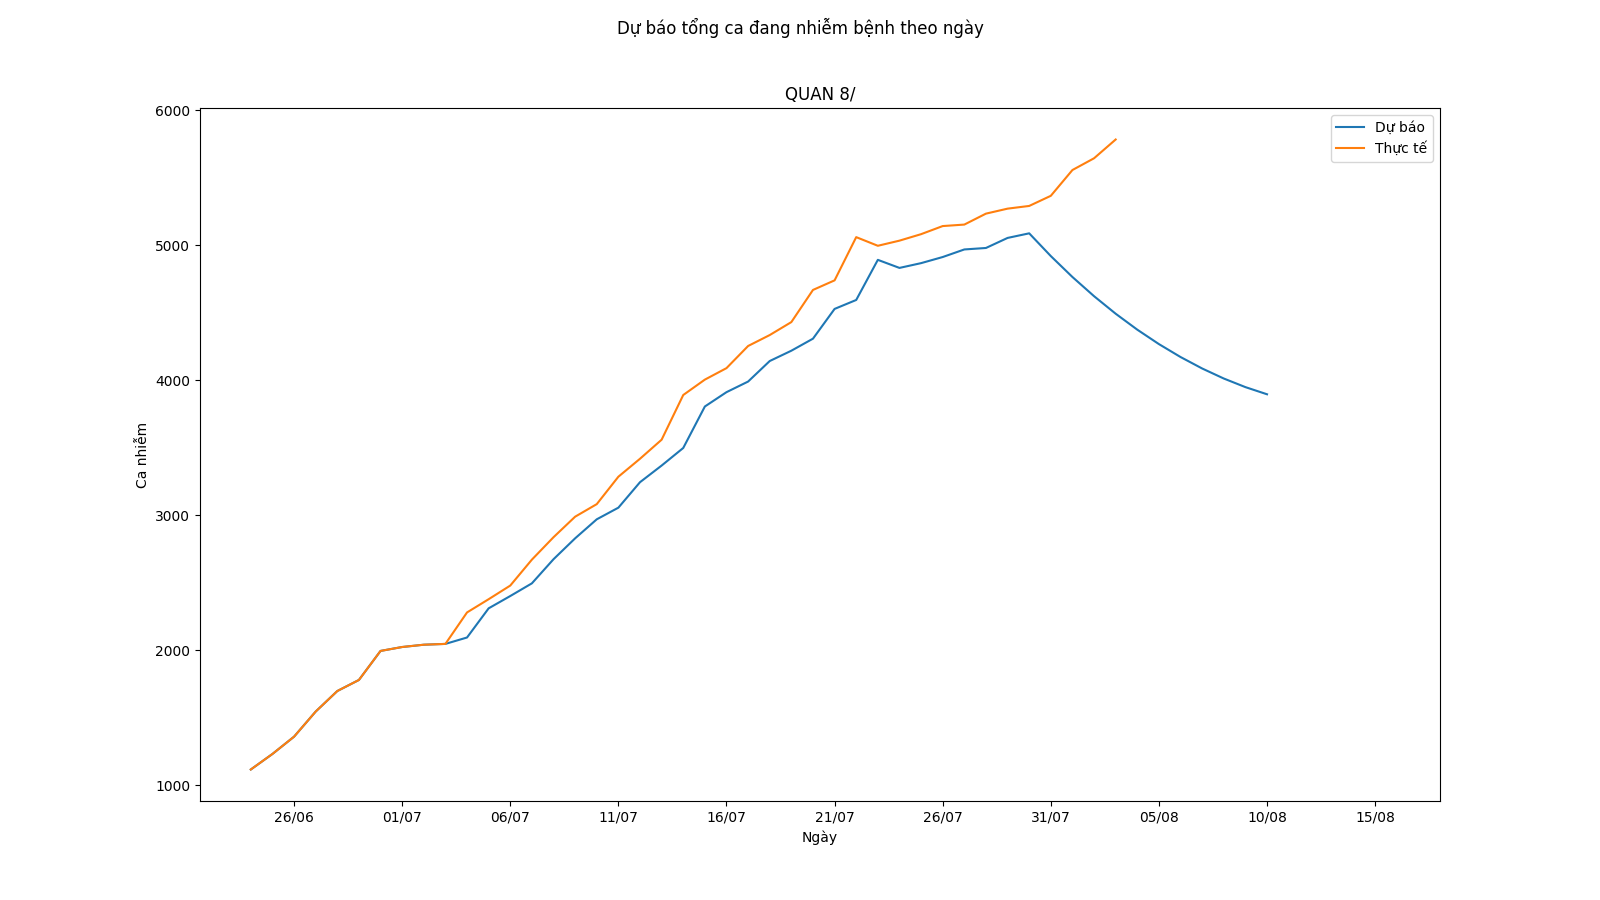 Dự báo tổng ca đang nhiễm bệnh theo ngày
QUAN 8/
6000
5000
4000
3000
2000
1000
Ca nhiễm
Dự báo
Thực tế
26/06 01/07 06/07 11/07 16/07 21/07 26/07 31/07 05/08 10/08 15/08
Ngày